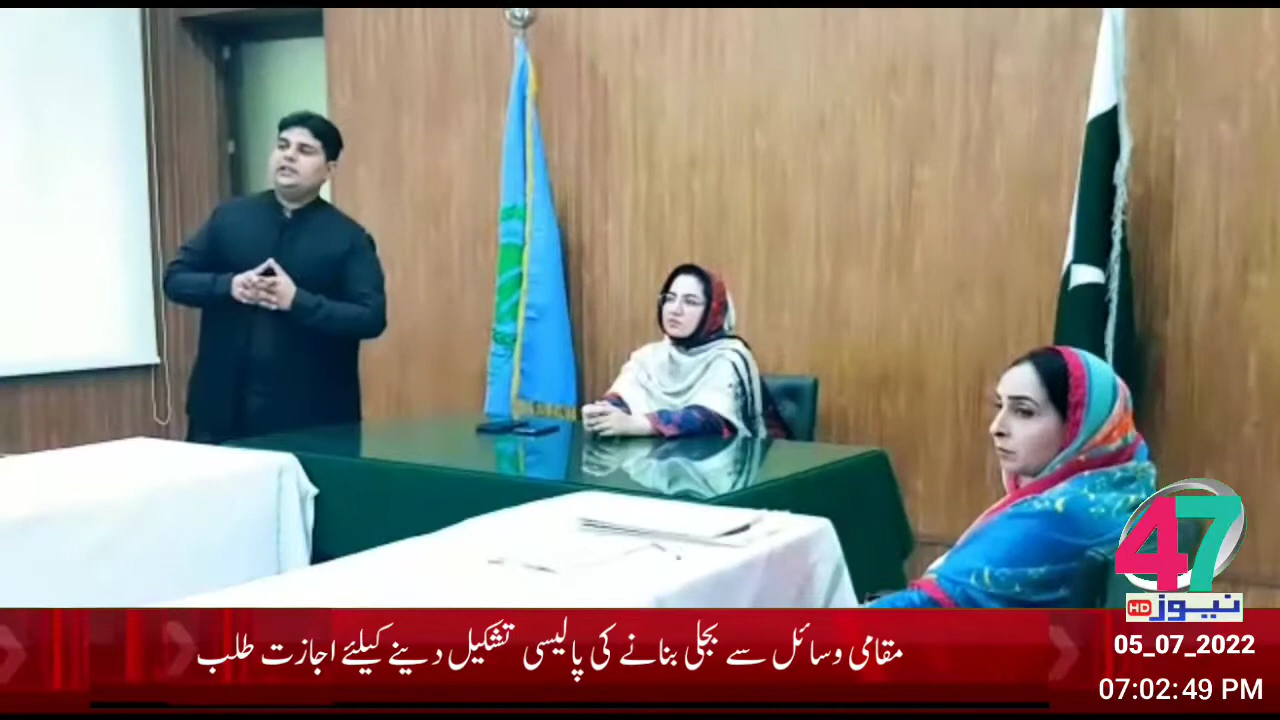 مقامی وسائل سے بجلی بنانے کی پالیسی تشکیل دینے کیلئے اجازت طلب
47
HD نیوز
05_07_2022
07:02:49 PM